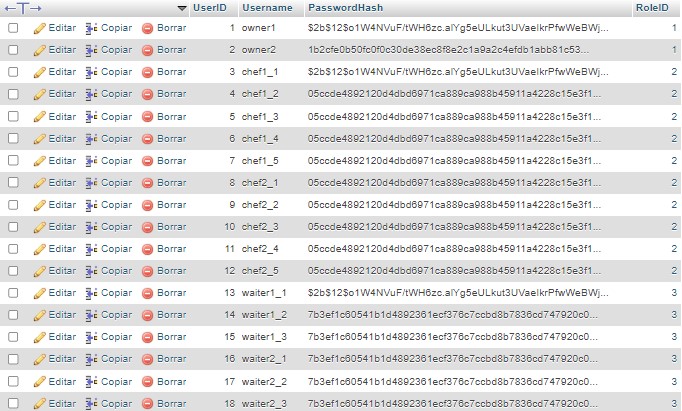 UserID Username PasswordHash RoleID
Editar Copiar Borrar 1 owner1 $2b$12$o1W4NVuF/tWH6zc.alYg5eULkut3UVaeIkrPfwWeBWj... 1
Editar Copiar Borrar 2 owner2 1b2cfe0b50fc0f0c30de38ec8f8e2c1a9a2c4efdb1abb81c53... 1
Editar Copiar Borrar 3 chef1_1 $2b$12$o1W4NVuF/tWH6zc.alYg5eULkut3UVaeIkrPfwWeBWj... 2
Editar Copiar Borrar 4 chef1_2 05ccde4892120d4dbd6971ca889ca988b45911a4228c15e3f1... 2
Editar Copiar Borrar 5 chef1_3 05ccde4892120d4dbd6971ca889ca988b45911a4228c15e3f1... 2
Editar Copiar Borrar 6 chef1_4 05ccde4892120d4dbd6971ca889ca988b45911a4228c15e3f1... 2
Editar Copiar Borrar 7 chef1_5 05ccde4892120d4dbd6971ca889ca988b45911a4228c15e3f1... 2
Editar Copiar Borrar 8 chef2_1 05ccde4892120d4dbd6971ca889ca988b45911a4228c15e3f1... 2
Editar Copiar Borrar 9 chef2_2 05ccde4892120d4dbd6971ca889ca988b45911a4228c15e3f1... 2
Editar Copiar Borrar 10 chef2_3 05ccde4892120d4dbd6971ca889ca988b45911a4228c15e3f1... 2
Editar Copiar Borrar 11 chef2_4 05ccde4892120d4dbd6971ca889ca988b45911a4228c15e3f1... 2
Editar Copiar Borrar 12 chef2_5 05ccde4892120d4dbd6971ca889ca988b45911a4228c15e3f1... 2
Editar Copiar Borrar 13 waiter1_1 $2b$12$o1W4NVuF/tWH6zc.alYg5eULkut3UVaeIkrPfwWeBWj... 3
Editar Copiar Borrar 14 waiter1_2 7b3ef1c60541b1d4892361ecf376c7ccbd8b7836cd747920c0... 3
Editar Copiar Borrar 15 waiter1_3 7b3ef1c60541b1d4892361ecf376c7ccbd8b7836cd747920c0... 3
Editar Copiar Borrar 16 waiter2_1 7b3ef1c60541b1d4892361ecf376c7ccbd8b7836cd747920c0... 3
Editar Copiar Borrar 17 waiter2_2 7b3ef1c60541b1d4892361ecf376c7ccbd8b7836cd747920c0... 3
Editar Copiar Borrar 18 waiter2_3 7b3ef1c60541b1d4892361ecf376c7ccbd8b7836cd747920c0... 3